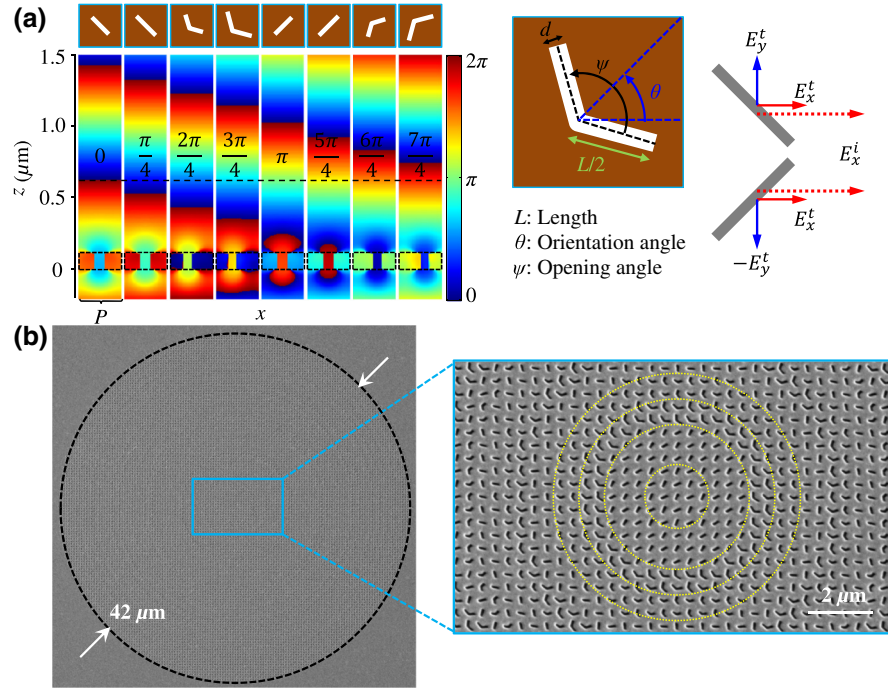 (a)
1.5
1.0
0.5
0
z (μm)
0
π/4
2π/4
3π/4
π
5π/4
6π/4
7π/4
2π
π
0
P
x
d
ψ
θ
L/2
L: Length
θ: Orientation angle
ψ: Opening angle
E_y^t
E_x^t
E_x^i
E_x^t
−E_y^t
(b)
42 μm
2 μm